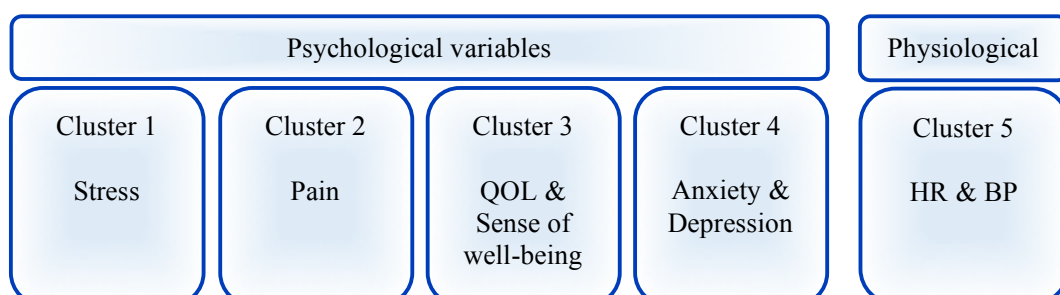 Psychological variables
Physiological
Cluster 1
Stress
Cluster 2
Pain
Cluster 3
QOL &
Sense of
well-being
Cluster 4
Anxiety &
Depression
Cluster 5
HR & BP